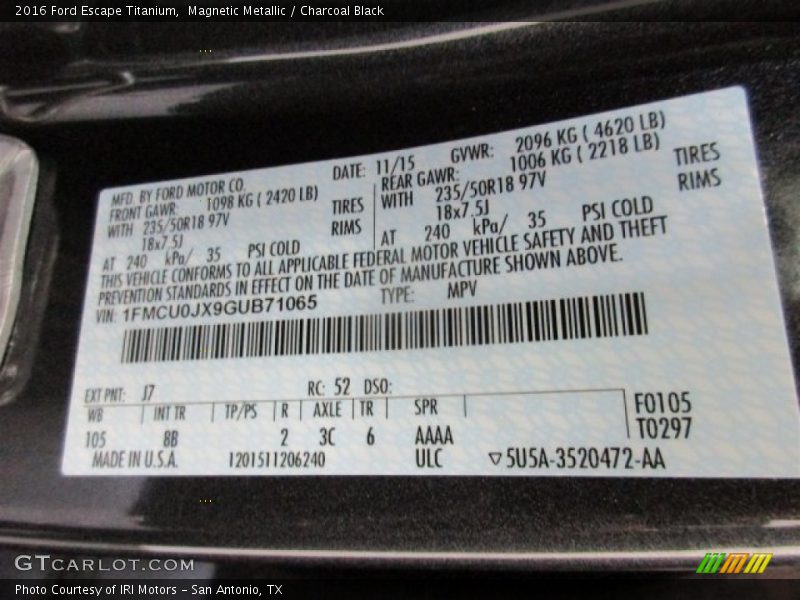 2016 Ford Escape Titanium, Magnetic Metallic / Charcoal Black
MFD. BY FORD MOTOR CO. DATE: 11/15 GVWR: 2096 KG ( 4620 LB)
FRONT GAWR: 1098 KG ( 2420 LB) REAR GAWR: 1006 KG ( 2218 LB)
WITH 235/50R18 97V TIRES WITH 235/50R18 97V TIRES
18x7.5J RIMS 18x7.5J RIMS
AT 240 kPa/ 35 PSI COLD AT 240 kPa/ 35 PSI COLD
THIS VEHICLE CONFORMS TO ALL APPLICABLE FEDERAL MOTOR VEHICLE SAFETY AND THEFT
PREVENTION STANDARDS IN EFFECT ON THE DATE OF MANUFACTURE SHOWN ABOVE.
VIN: 1FMCU0JX9GUB71065 TYPE: MPV
EXT PNT: J7 RC: 52 DSO:
WB INT TR TP/PS R AXLE TR SPR F0105
105 8B 2 3C 6 AAAA T0297
MADE IN U.S.A. 1201511206240 ULC 5U5A-3520472-AA
GTCARLOT.COM
Photo Courtesy of IRI Motors - San Antonio, TX